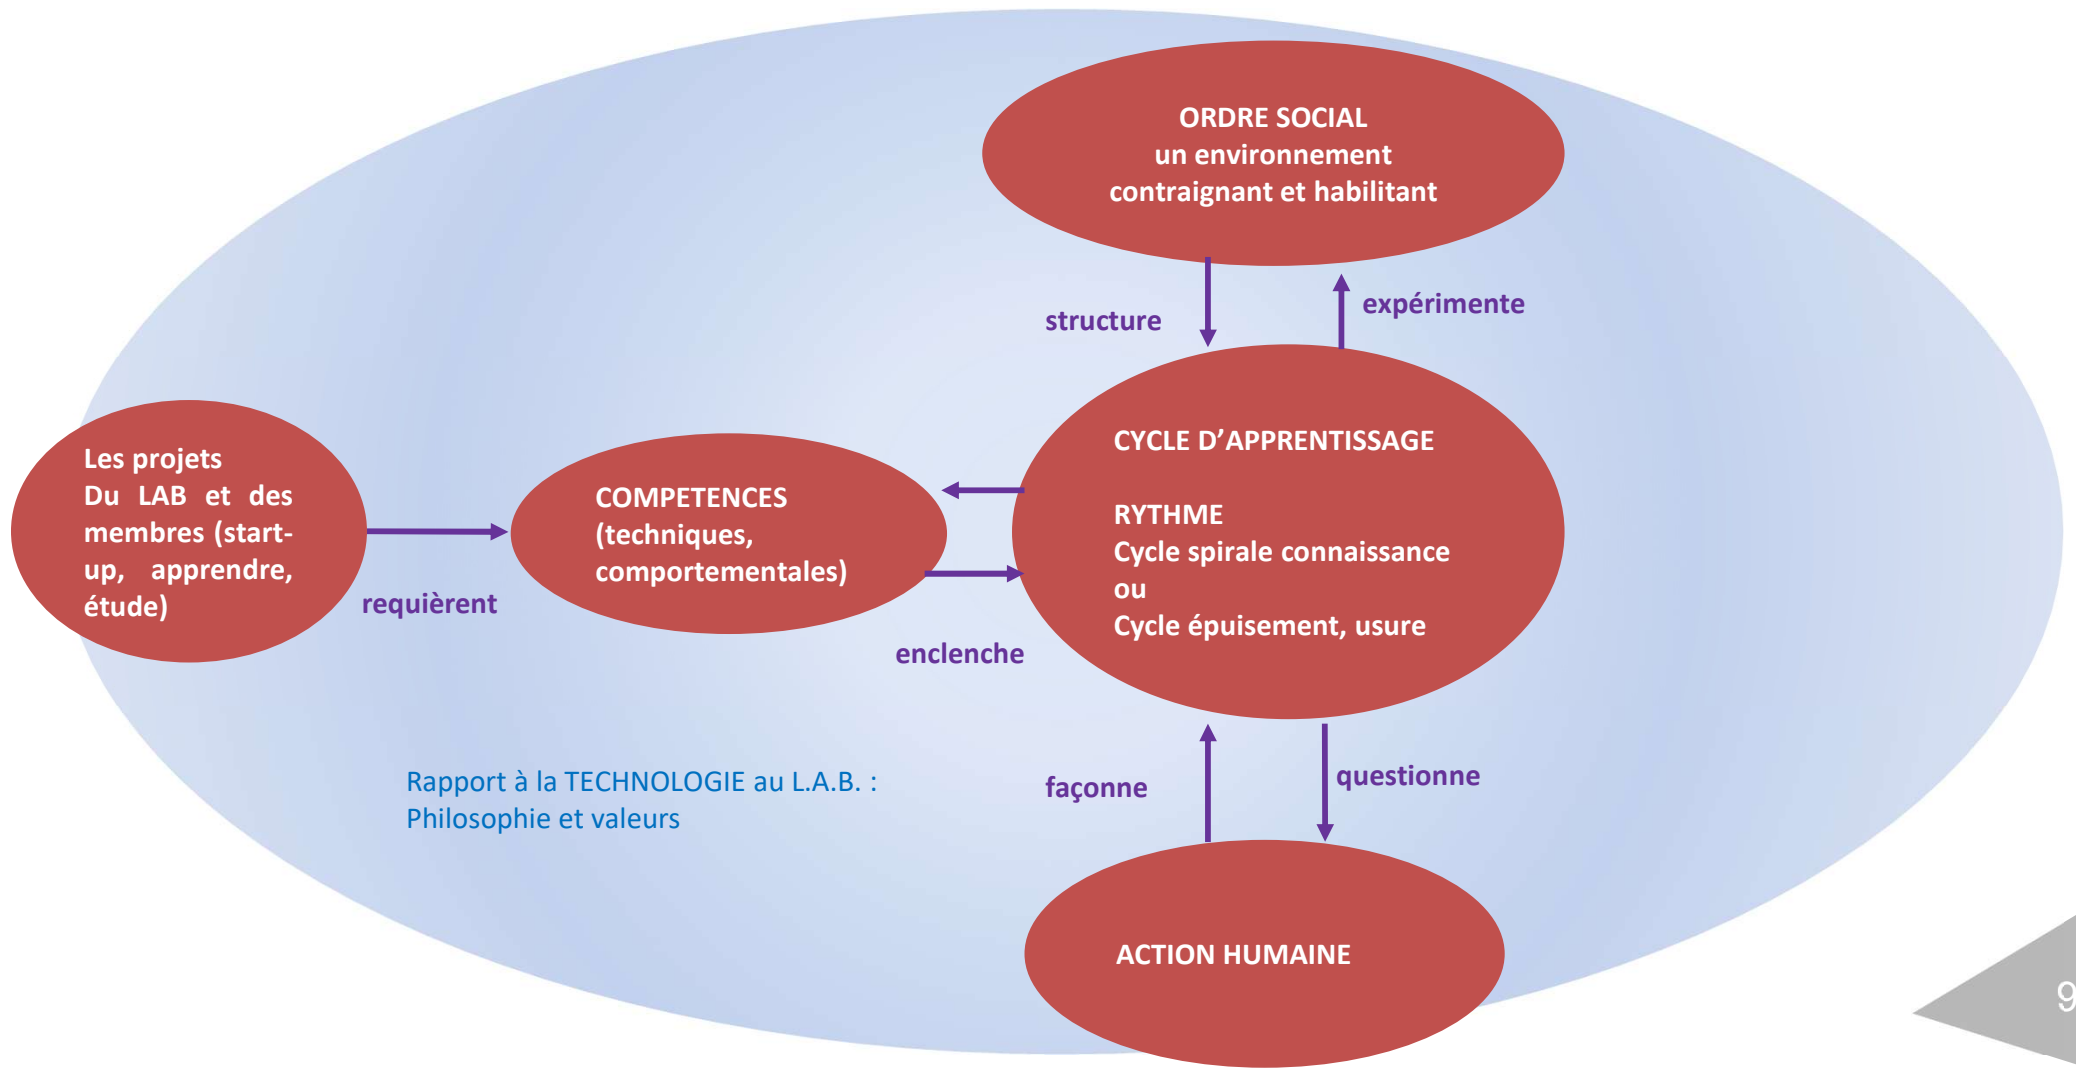 ORDRE SOCIAL
un environnement
contraignant et habilitant
structure
expérimente
Les projets
Du LAB et des
membres (start-
up, apprendre,
étude)
requièrent
COMPETENCES
(techniques,
comportementales)
enclenche
CYCLE D’APPRENTISSAGE
RYTHME
Cycle spirale connaissance
ou
Cycle épuisement, usure
Rapport à la TECHNOLOGIE au L.A.B. :
Philosophie et valeurs
façonne
questionne
ACTION HUMAINE
9